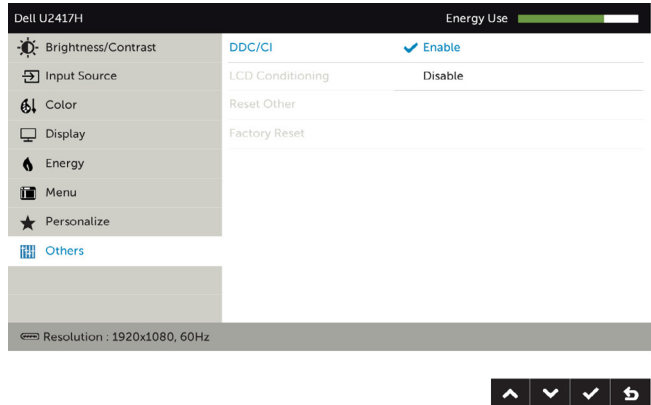 Dell U2417H Energy Use
Brightness/Contrast DDC/CI Enable
Input Source LCD Conditioning Disable
Color Reset Other
Display Factory Reset
Energy
Menu
Personalize
Others
Resolution : 1920x1080, 60Hz